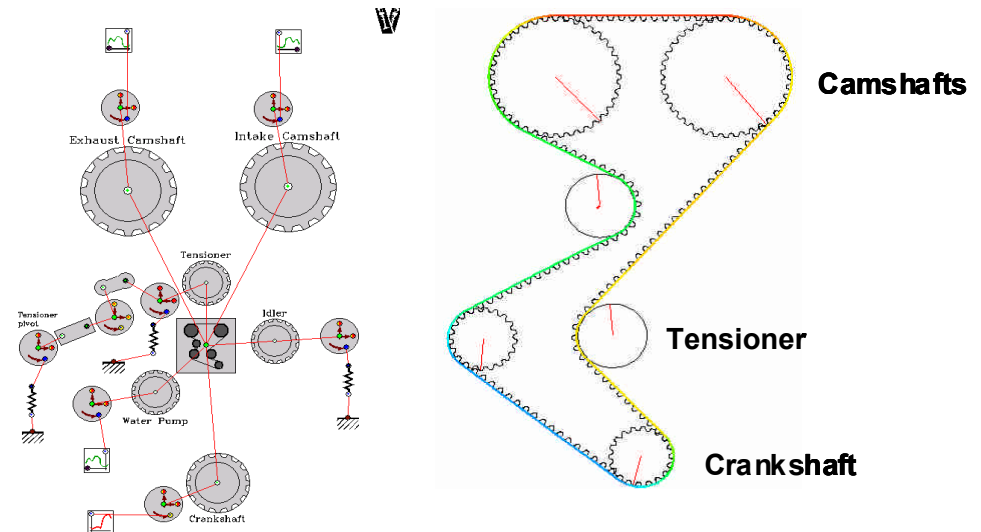 Exhaust Camshaft
Intake Camshaft
Tensioner
Tensioner
pivot
Idler
Water Pump
Crankshaft
Camshafts
Tensioner
Crankshaft